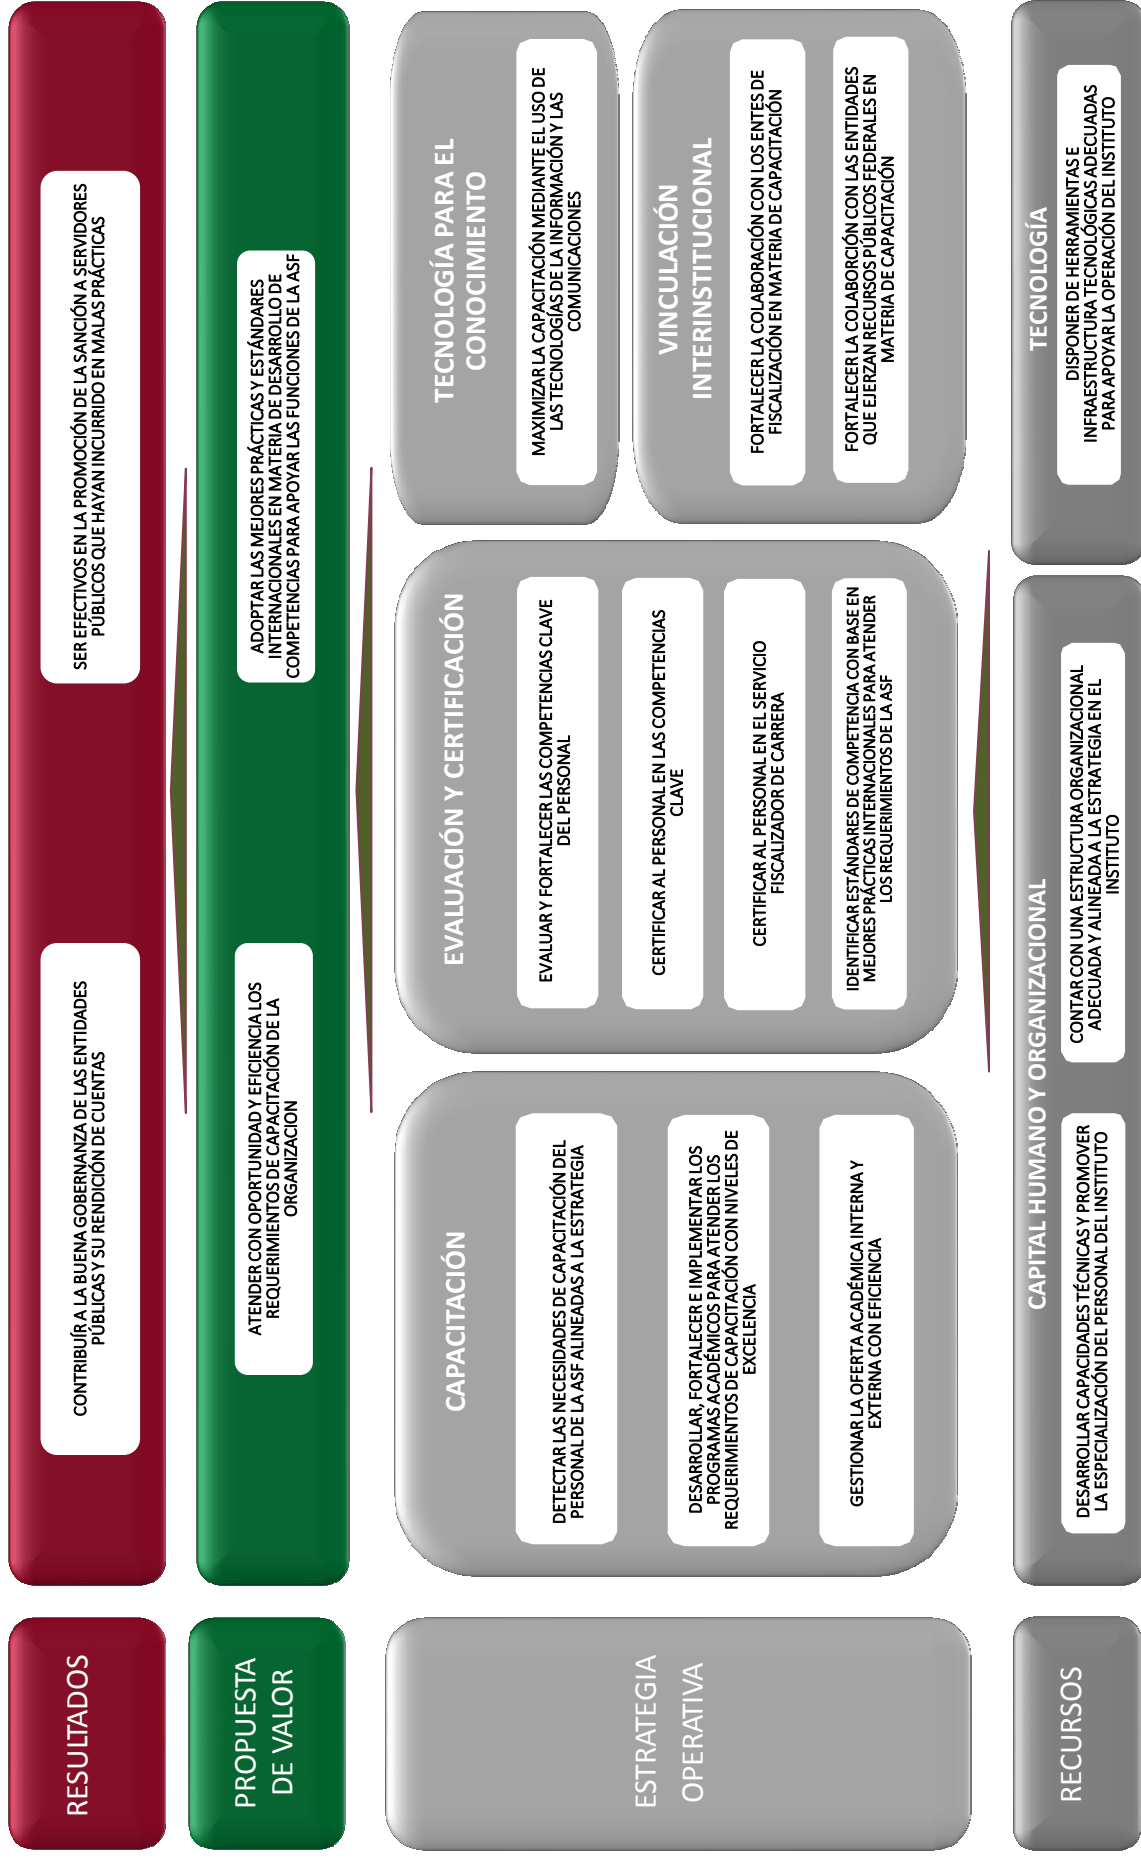 RESULTADOS
CONTRIBUÍR A LA BUENA GOBERNANZA DE LAS ENTIDADES
PÚBLICAS Y SU RENDICIÓN DE CUENTAS
SER EFECTIVOS EN LA PROMOCIÓN DE LA SANCIÓN A SERVIDORES
PÚBLICOS QUE HAYAN INCURRIDO EN MALAS PRÁCTICAS
PROPUESTA
DE VALOR
ATENDER CON OPORTUNIDAD Y EFICIENCIA LOS
REQUERIMIENTOS DE CAPACITACIÓN DE LA
ORGANIZACION
ADOPTAR LAS MEJORES PRÁCTICAS Y ESTÁNDARES
INTERNACIONALES EN MATERIA DE DESARROLLO DE
COMPETENCIAS PARA APOYAR LAS FUNCIONES DE LA ASF
ESTRATEGIA
OPERATIVA
CAPACITACIÓN
DETECTAR LAS NECESIDADES DE CAPACITACIÓN DEL
PERSONAL DE LA ASF ALINEADAS A LA ESTRATEGIA
DESARROLLAR, FORTALECER E IMPLEMENTAR LOS
PROGRAMAS ACADÉMICOS PARA ATENDER LOS
REQUERIMIENTOS DE CAPACITACIÓN CON NIVELES DE
EXCELENCIA
GESTIONAR LA OFERTA ACADÉMICA INTERNA Y
EXTERNA CON EFICIENCIA
EVALUACIÓN Y CERTIFICACIÓN
EVALUAR Y FORTALECER LAS COMPETENCIAS CLAVE
DEL PERSONAL
CERTIFICAR AL PERSONAL EN LAS COMPETENCIAS
CLAVE
CERTIFICAR AL PERSONAL EN EL SERVICIO
FISCALIZADOR DE CARRERA
IDENTIFICAR ESTÁNDARES DE COMPETENCIA CON BASE EN
MEJORES PRÁCTICAS INTERNACIONALES PARA ATENDER
LOS REQUERIMIENTOS DE LA ASF
TECNOLOGÍA PARA EL
CONOCIMIENTO
MAXIMIZAR LA CAPACITACIÓN MEDIANTE EL USO DE
LAS TECNOLOGÍAS DE LA INFORMACIÓN Y LAS
COMUNICACIONES
VINCULACIÓN
INTERINSTITUCIONAL
FORTALECER LA COLABORACIÓN CON LOS ENTES DE
FISCALIZACIÓN EN MATERIA DE CAPACITACIÓN
FORTALECER LA COLABORCIÓN CON LAS ENTIDADES
QUE EJERZAN RECURSOS PÚBLICOS FEDERALES EN
MATERIA DE CAPACITACIÓN
RECURSOS
CAPITAL HUMANO Y ORGANIZACIONAL
DESARROLLAR CAPACIDADES TÉCNICAS Y PROMOVER
LA ESPECIALIZACIÓN DEL PERSONAL DEL INSTITUTO
CONTAR CON UNA ESTRUCTURA ORGANIZACIONAL
ADECUADA Y ALINEADA A LA ESTRATEGIA EN EL
INSTITUTO
TECNOLOGÍA
DISPONER DE HERRAMIENTAS E
INFRAESTRUCTURA TECNOLÓGICAS ADECUADAS
PARA APOYAR LA OPERACIÓN DEL INSTITUTO